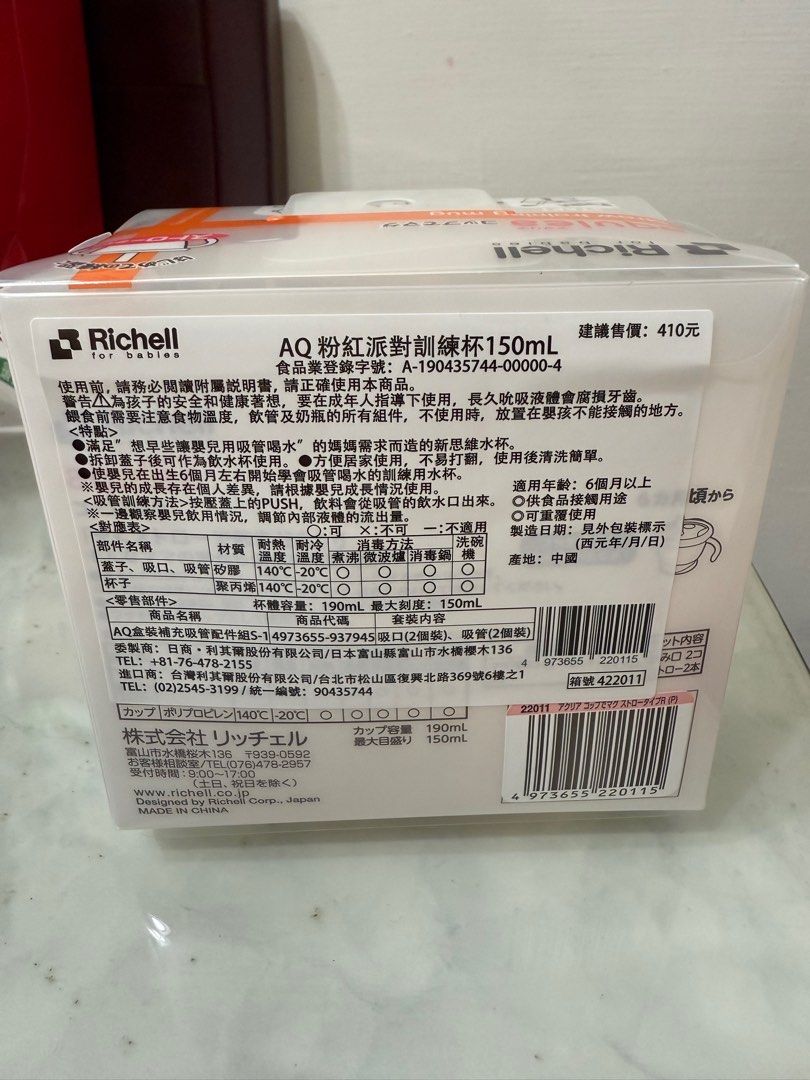 Richell
for babies
Richell
for babies
AQ 粉紅派對訓練杯150mL
建議售價：410元
食品業登錄字號：A-190435744-00000-4
使用前，請務必閱讀附屬說明書，請正確使用本商品。
警告⚠為孩子的安全和健康著想，要在成年人指導下使用，長久吮吸液體會腐損牙齒。
餵食前需要注意食物溫度，飲管及奶瓶的所有組件，不使用時，放置在嬰孩不能接觸的地方。
<特點>
●滿足"想早些讓嬰兒用吸管喝水"的媽媽需求而造的新思維水杯。
●拆卸蓋子後可作為飲水杯使用。●方便居家使用，不易打翻，使用後清洗簡單。
●使嬰兒在出生6個月左右開始學會吸管喝水的訓練用水杯。
※嬰兒的成長存在個人差異，請根據嬰兒成長情況使用。
<吸管訓練方法>按壓蓋上的PUSH，飲料會從吸管的飲水口出來。
※一邊觀察嬰兒飲用情況，調節內部液體的流出量。
適用年齡：6個月以上
◎供食品接觸用途
◎可重覆使用
製造日期：見外包裝標示
(西元年/月/日)
產地：中國
頃から
<對應表> ○:可 ×:不可 一:不適用
部件名稱 材質 耐熱溫度 耐冷溫度 消毒方法 煮沸 微波爐 消毒鍋 洗碗機
蓋子、吸口、吸管 矽膠 140℃ -20℃ ○ ○ ○ ○
杯子 聚丙烯 140℃ -20℃ ○ ○ ○ ○
杯體容量：190mL 最大刻度：150mL
<零售部件>
商品名稱 商品代碼 套裝內容
AQ盒裝補充吸管配件組S-1 4973655-937945 吸口(2個裝)、吸管(2個裝)
委製商：日商・利其爾股份有限公司/日本富山縣富山市水橋櫻木136
TEL：+81-76-478-2155
進口商：台灣利其爾股份有限公司/台北市松山區復興北路369號6樓之1
TEL：(02)2545-3199/統一編號：90435744
4 973655 220115
箱號 422011
ット内容
み口 2コ
トロー2本
カップ ポリプロピレン 140℃ -20℃ ○ ○ ○ ○ ○
カップ容量 190mL
最大目盛り 150mL
株式会社 リッチェル
富山市水橋桜木136 〒939-0592
お客様相談室/TEL(076)478-2957
受付時間：9:00～17:00
(土日、祝日を除く)
www.richell.co.jp
Designed by Richell Corp., Japan
MADE IN CHINA
22011 アクリア コップでマグ ストロータイプR (P)
4 973655 220115